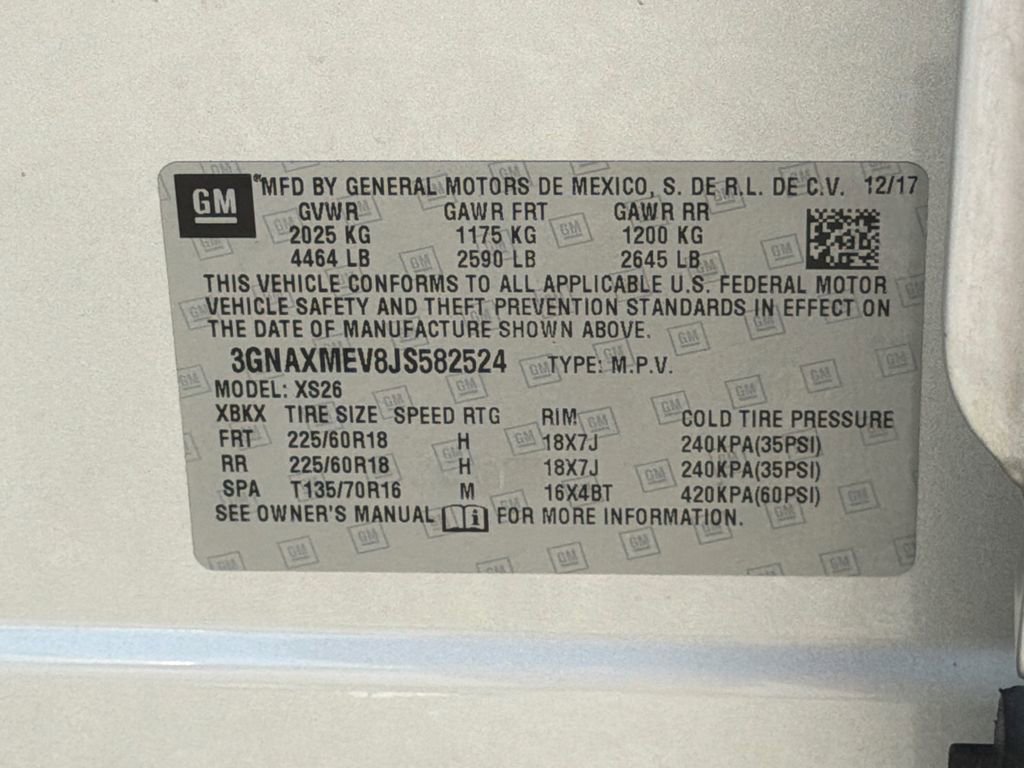 GM MFD BY GENERAL MOTORS DE MEXICO, S. DE R.L. DE C.V. 12/17
GVWR GAWR FRT GAWR RR
2025 KG 1175 KG 1200 KG
4464 LB 2590 LB 2645 LB
THIS VEHICLE CONFORMS TO ALL APPLICABLE U.S. FEDERAL MOTOR
VEHICLE SAFETY AND THEFT PREVENTION STANDARDS IN EFFECT ON
THE DATE OF MANUFACTURE SHOWN ABOVE.
3GNAXMEV8JS582524 TYPE: M.P.V.
MODEL: XS26
XBKX TIRE SIZE SPEED RTG RIM COLD TIRE PRESSURE
FRT 225/60R18 H 18X7J 240KPA(35PSI)
RR 225/60R18 H 18X7J 240KPA(35PSI)
SPA T135/70R16 M 16X4BT 420KPA(60PSI)
SEE OWNER'S MANUAL i FOR MORE INFORMATION.